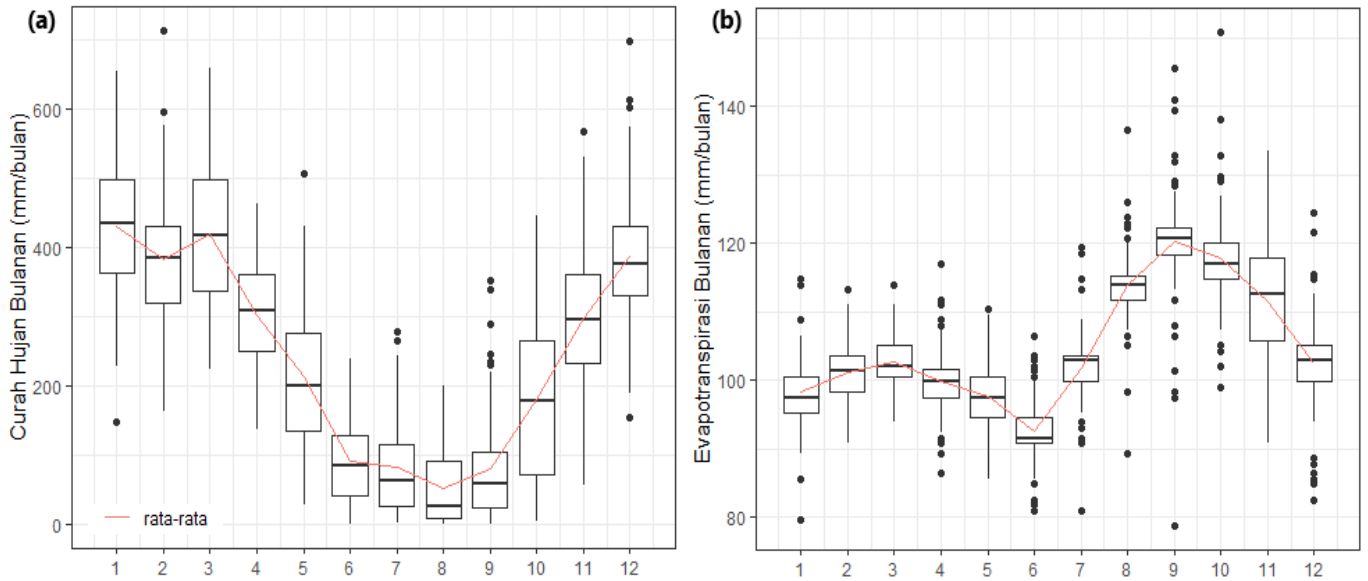 (a)
Curah Hujan Bulanan (mm/bulan)
600
400
200
0
rata-rata
1 2 3 4 5 6 7 8 9 10 11 12
(b)
Evapotranspirasi Bulanan (mm/bulan)
140
120
100
80
1 2 3 4 5 6 7 8 9 10 11 12